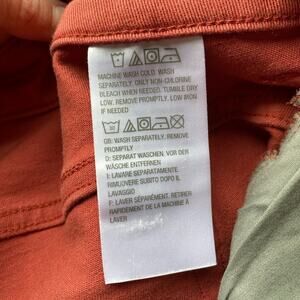 MACHINE WASH COLD. WASH
SEPARATELY. ONLY NON-CHLORINE
BLEACH WHEN NEEDED. TUMBLE DRY
LOW. REMOVE PROMPTLY. LOW IRON
IF NEEDED
GB: WASH SEPARATELY. REMOVE
PROMPTLY
D: SEPARAT WASCHEN. VOR DER
WÄSCHE ENTFERNEN
I: LAVARE SEPARATAMENTE
RIMUOVERE SUBITO DOPO IL
LAVAGGIO
F: LAVER SÉPARÉMENT. RETIRER
RAPIDEMENT DE LA MACHINE À
LAVER